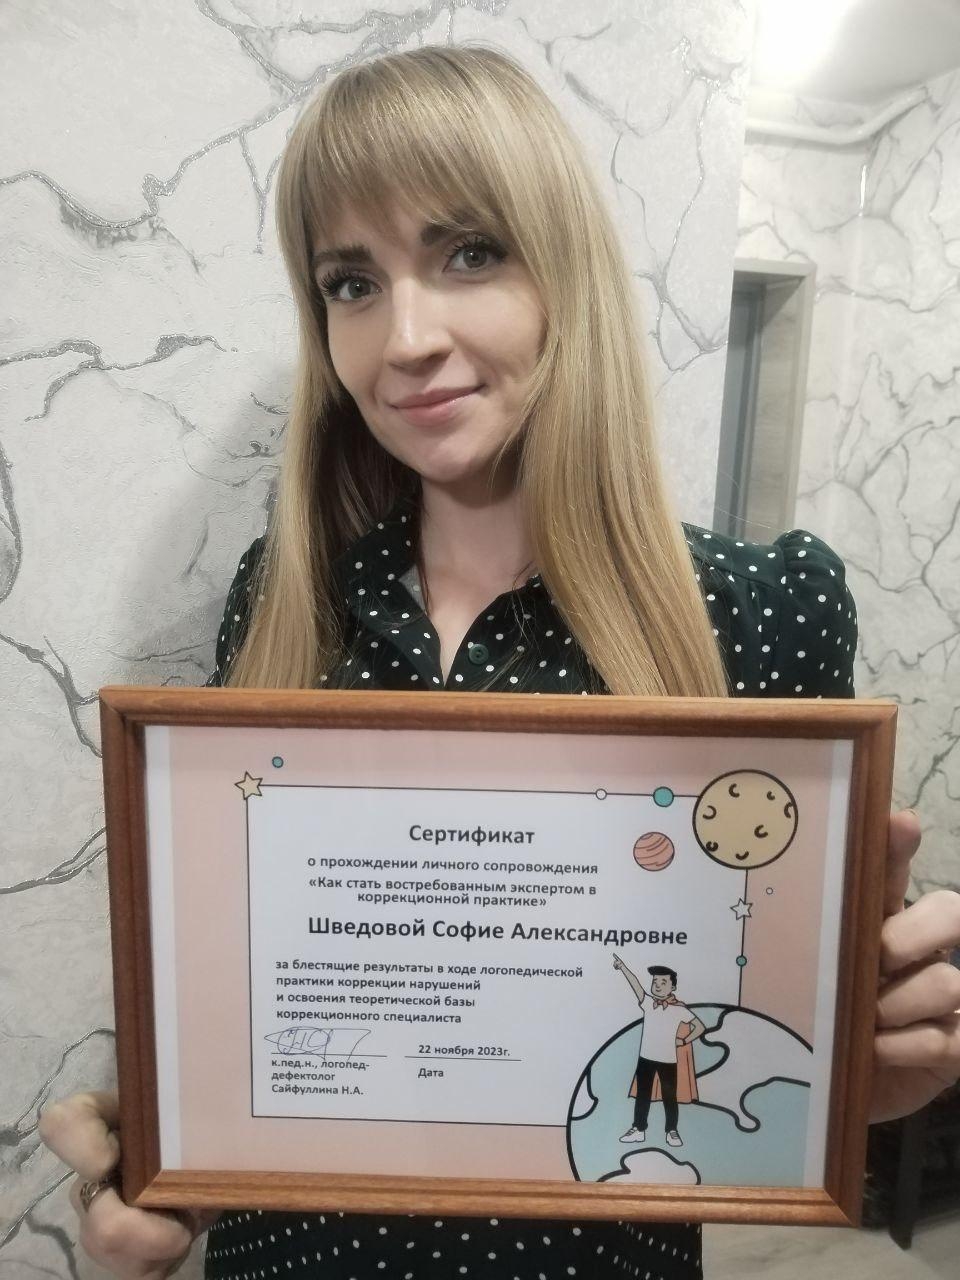 Сертификат
о прохождении личного сопровождения
«Как стать востребованным экспертом в
коррекционной практике»
Шведовой Софие Александровне
за блестящие результаты в ходе логопедической
практики коррекции нарушений
и освоения теоретической базы
коррекционного специалиста
22 ноября 2023г.
к.пед.н., логопед-
дефектолог
Сайфуллина Н.А.
Дата